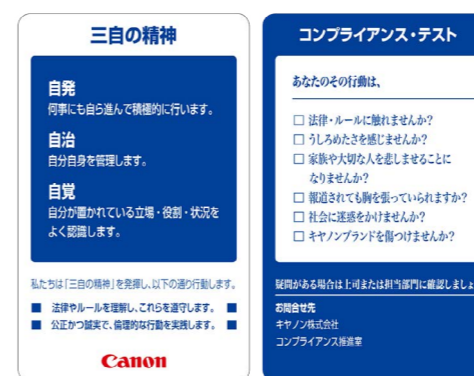 三自の精神
自発
何事にも自ら進んで積極的に行います。
自治
自分自身を管理します。
自覚
自分が置かれている立場・役割・状況を
よく認識します。
私たちは「三自の精神」を発揮し、以下の通り行動します。
■ 法律やルールを理解し、これらを遵守します。 ■
■ 公正かつ誠実で、倫理的な行動を実践します。 ■
Canon
コンプライアンス・テスト
あなたのその行動は、
□ 法律・ルールに触れませんか?
□ うしろめたさを感じませんか?
□ 家族や大切な人を悲しませることに
なりませんか?
□ 報道されても胸を張っていられますか?
□ 社会に迷惑をかけませんか?
□ キヤノンブランドを傷つけませんか?
疑問がある場合は上司または担当部門に確認しましょ
お問合せ先
キヤノン株式会社
コンプライアンス推進室